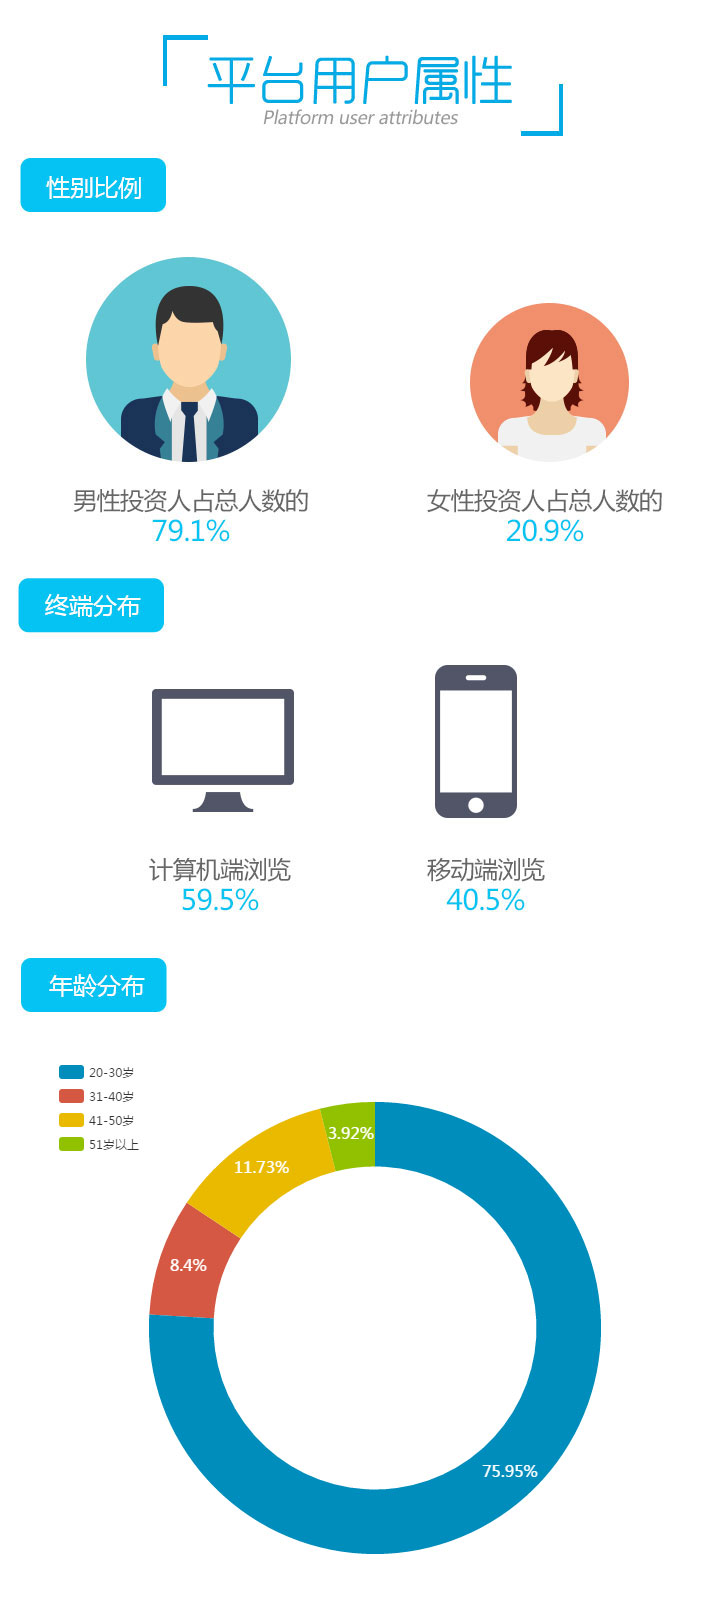 平台用户属性
Platform user attributes
性别比例
男性投资人占总人数的
79.1%
女性投资人占总人数的
20.9%
终端分布
计算机端浏览
59.5%
移动端浏览
40.5%
年龄分布
20-30岁
31-40岁
41-50岁
51岁以上
3.92%
11.73%
8.4%
75.95%